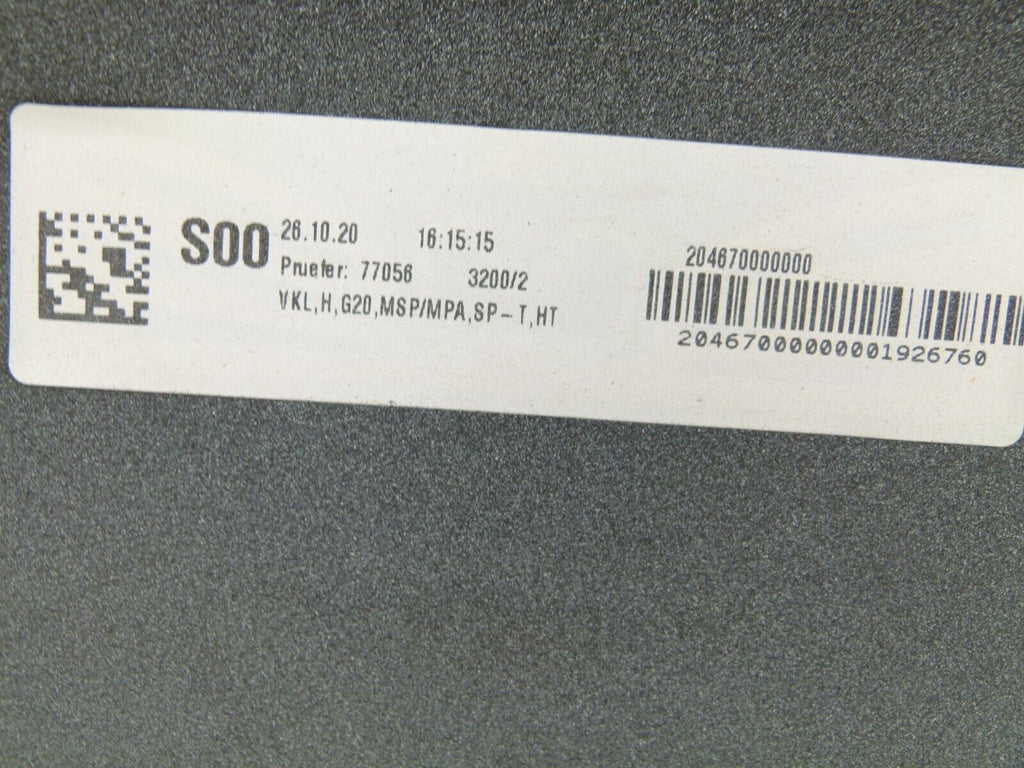 S00
26.10.20 16:15:15
Pruefer: 77056 3200/2
VKL,H,G20,MSP/MPA,SP-T,HT
204670000000
20467000000001926760